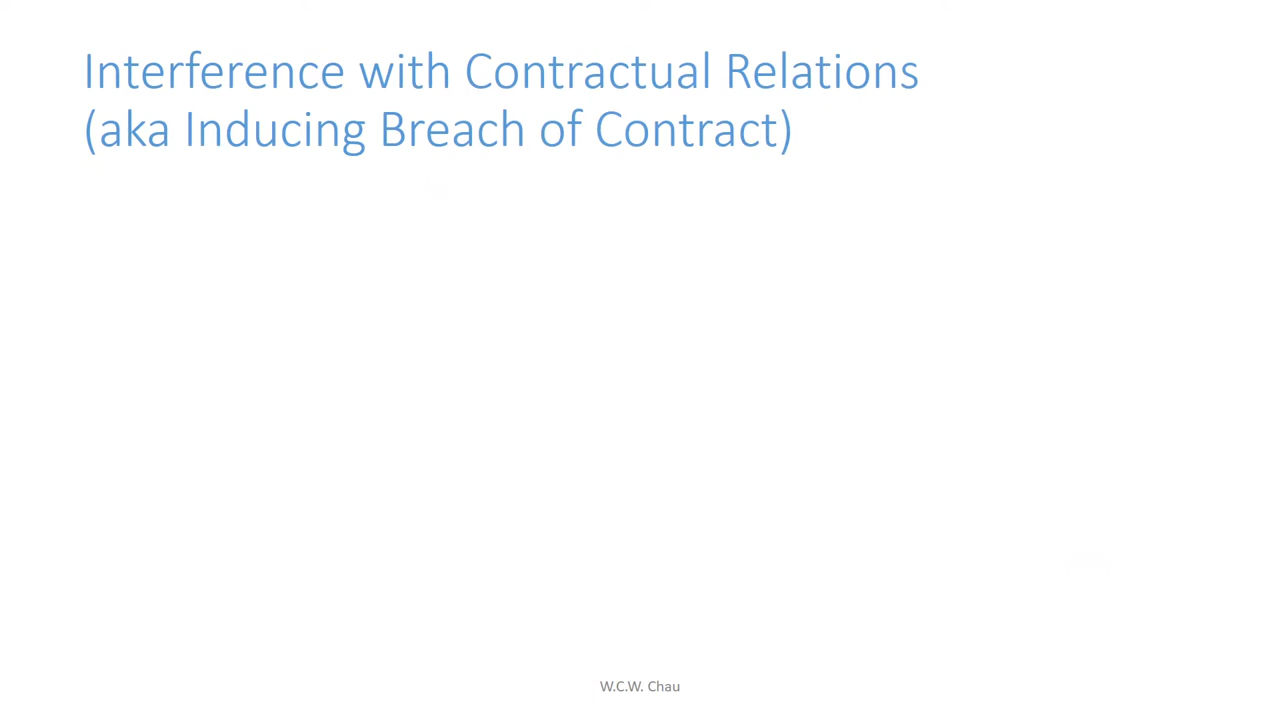 Interference with Contractual Relations
(aka Inducing Breach of Contract)
W.C.W. Chau